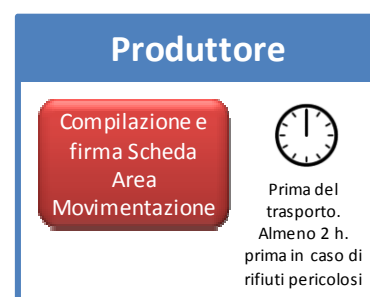 Produttore
Compilazione e
firma Scheda
Area
Movimentazione
Prima del
trasporto.
Almeno 2 h.
prima in caso di
rifiuti pericolosi